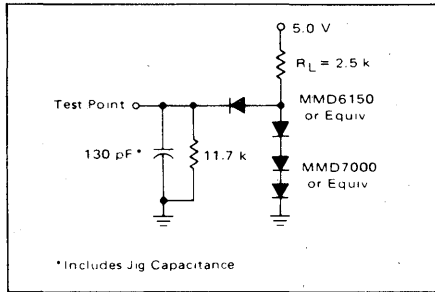 5.0 V
R_L = 2.5 k
Test Point
MMD6150
or Equiv
130 pF*
11.7 k
MMD7000
or Equiv
*Includes Jig Capacitance